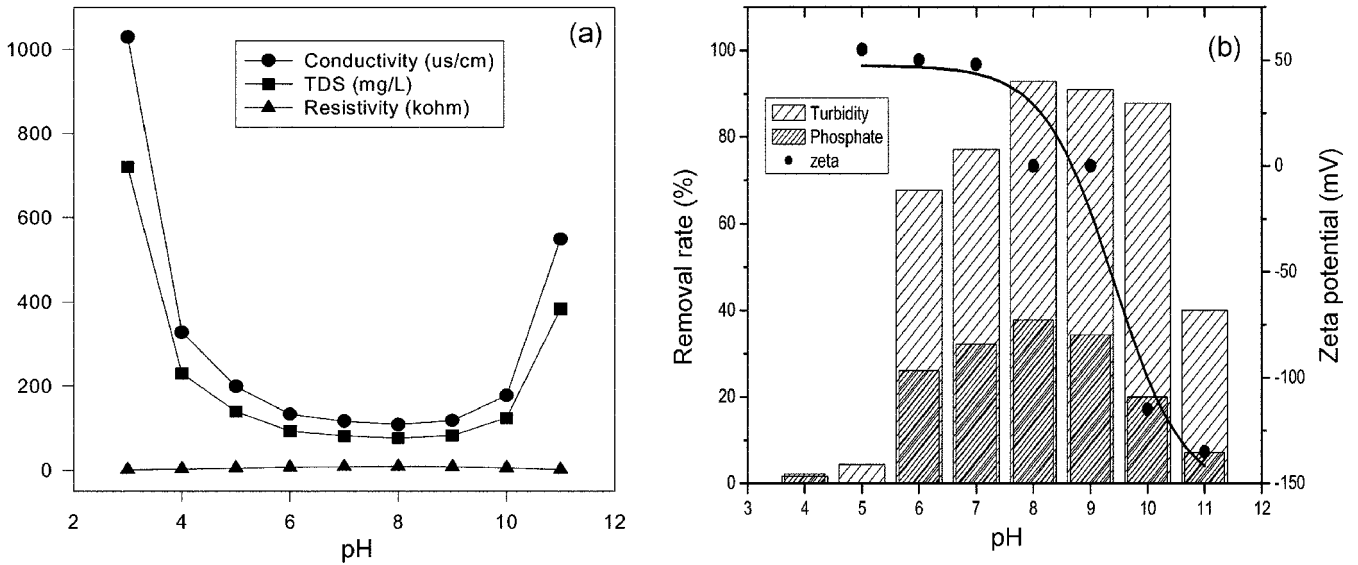 (a)
Conductivity (us/cm)
TDS (mg/L)
Resistivity (kohm)
1000
800
600
400
200
0
2
4
6
8
10
12
pH
(b)
Turbidity
Phosphate
zeta
Removal rate (%)
100
80
60
40
20
0
Zeta potential (mV)
50
0
-50
-100
-150
3
4
5
6
7
8
9
10
11
12
pH